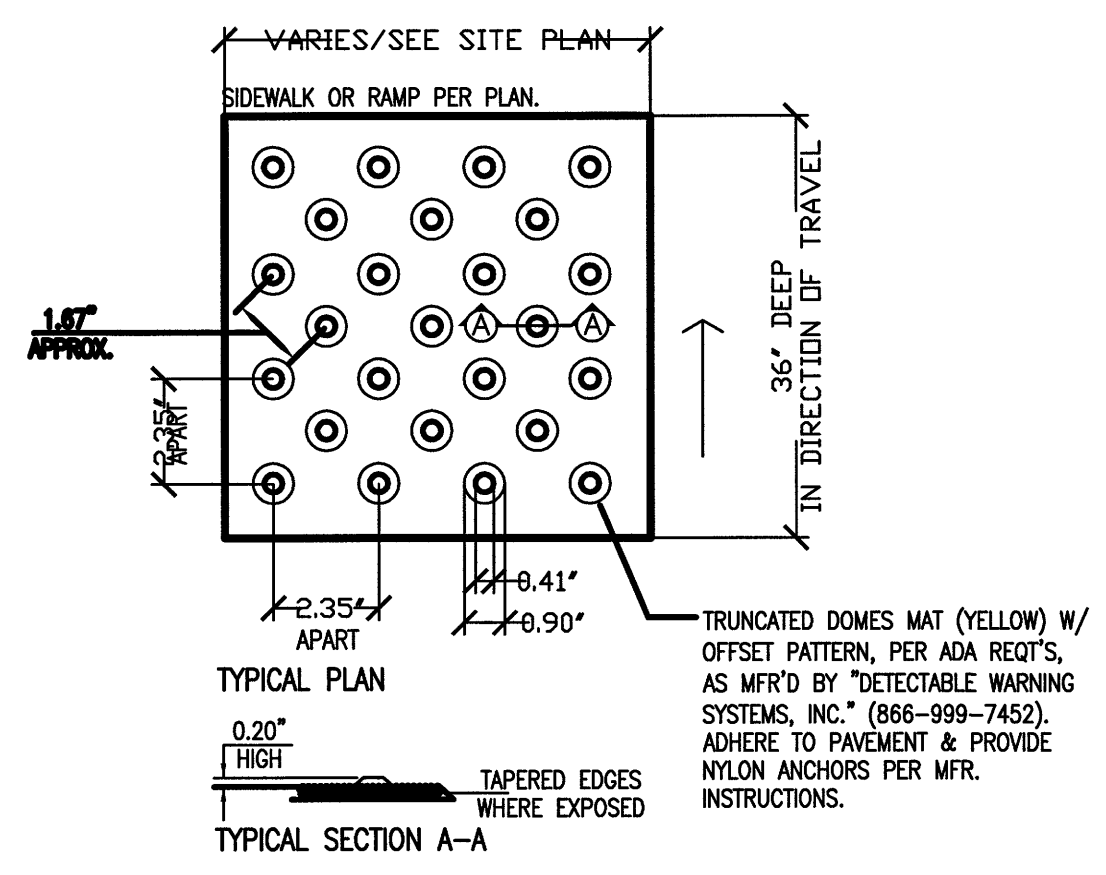 VARIES/SEE SITE PLAN
SIDEWALK OR RAMP PER PLAN.
36" DEEP
IN DIRECTION OF TRAVEL
1.67"
APPROX.
A A
2.35"
APART
0.41"
0.90"
2.35"
APART
TYPICAL PLAN
TRUNCATED DOMES MAT (YELLOW) W/
OFFSET PATTERN, PER ADA REQT'S,
AS MFR'D BY "DETECTABLE WARNING
SYSTEMS, INC." (866-999-7452).
ADHERE TO PAVEMENT & PROVIDE
NYLON ANCHORS PER MFR.
INSTRUCTIONS.
0.20"
HIGH
TAPERED EDGES
WHERE EXPOSED
TYPICAL SECTION A-A